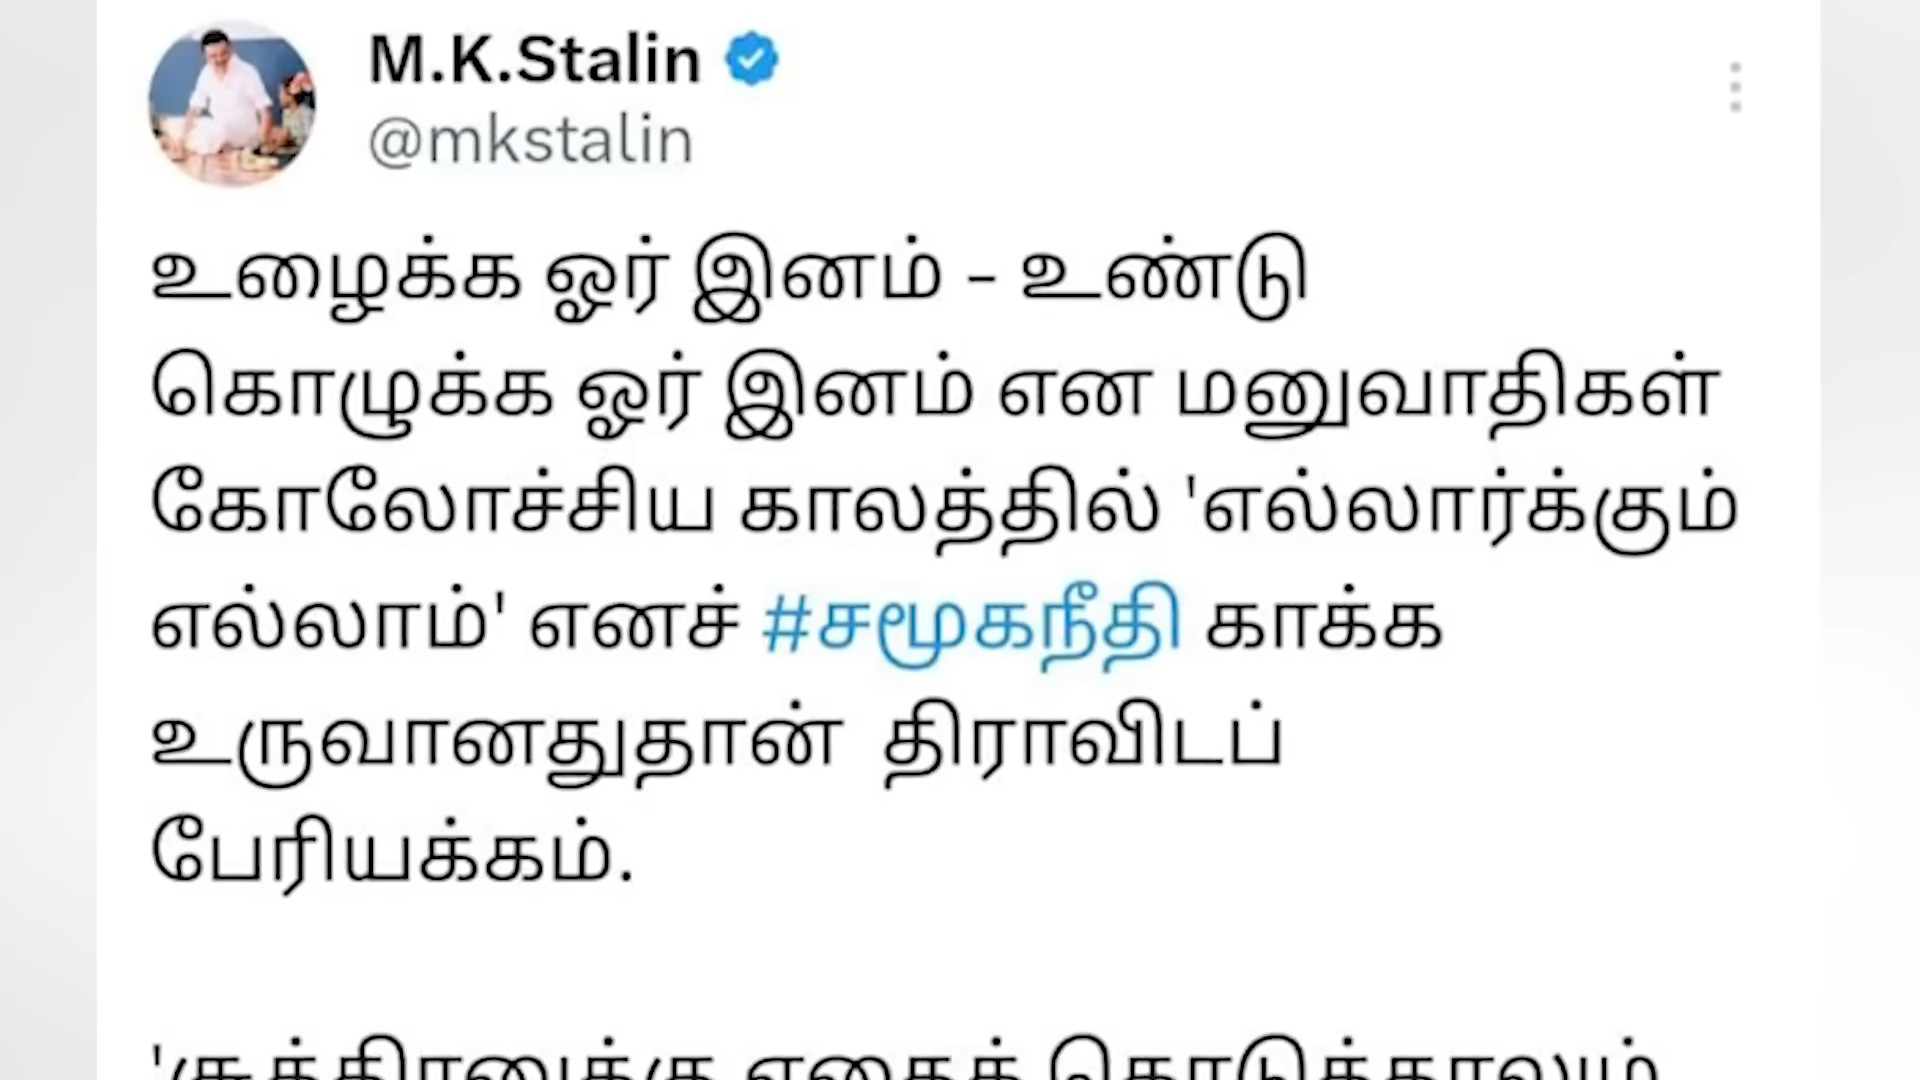 M.K.Stalin
@mkstalin
உழைக்க ஓர் இனம் - உண்டு
கொழுக்க ஓர் இனம் என மனுவாதிகள்
கோலோச்சிய காலத்தில் 'எல்லார்க்கும்
எல்லாம்' எனச் #சமூகநீதி காக்க
உருவானதுதான் திராவிடப்
பேரியக்கம்.